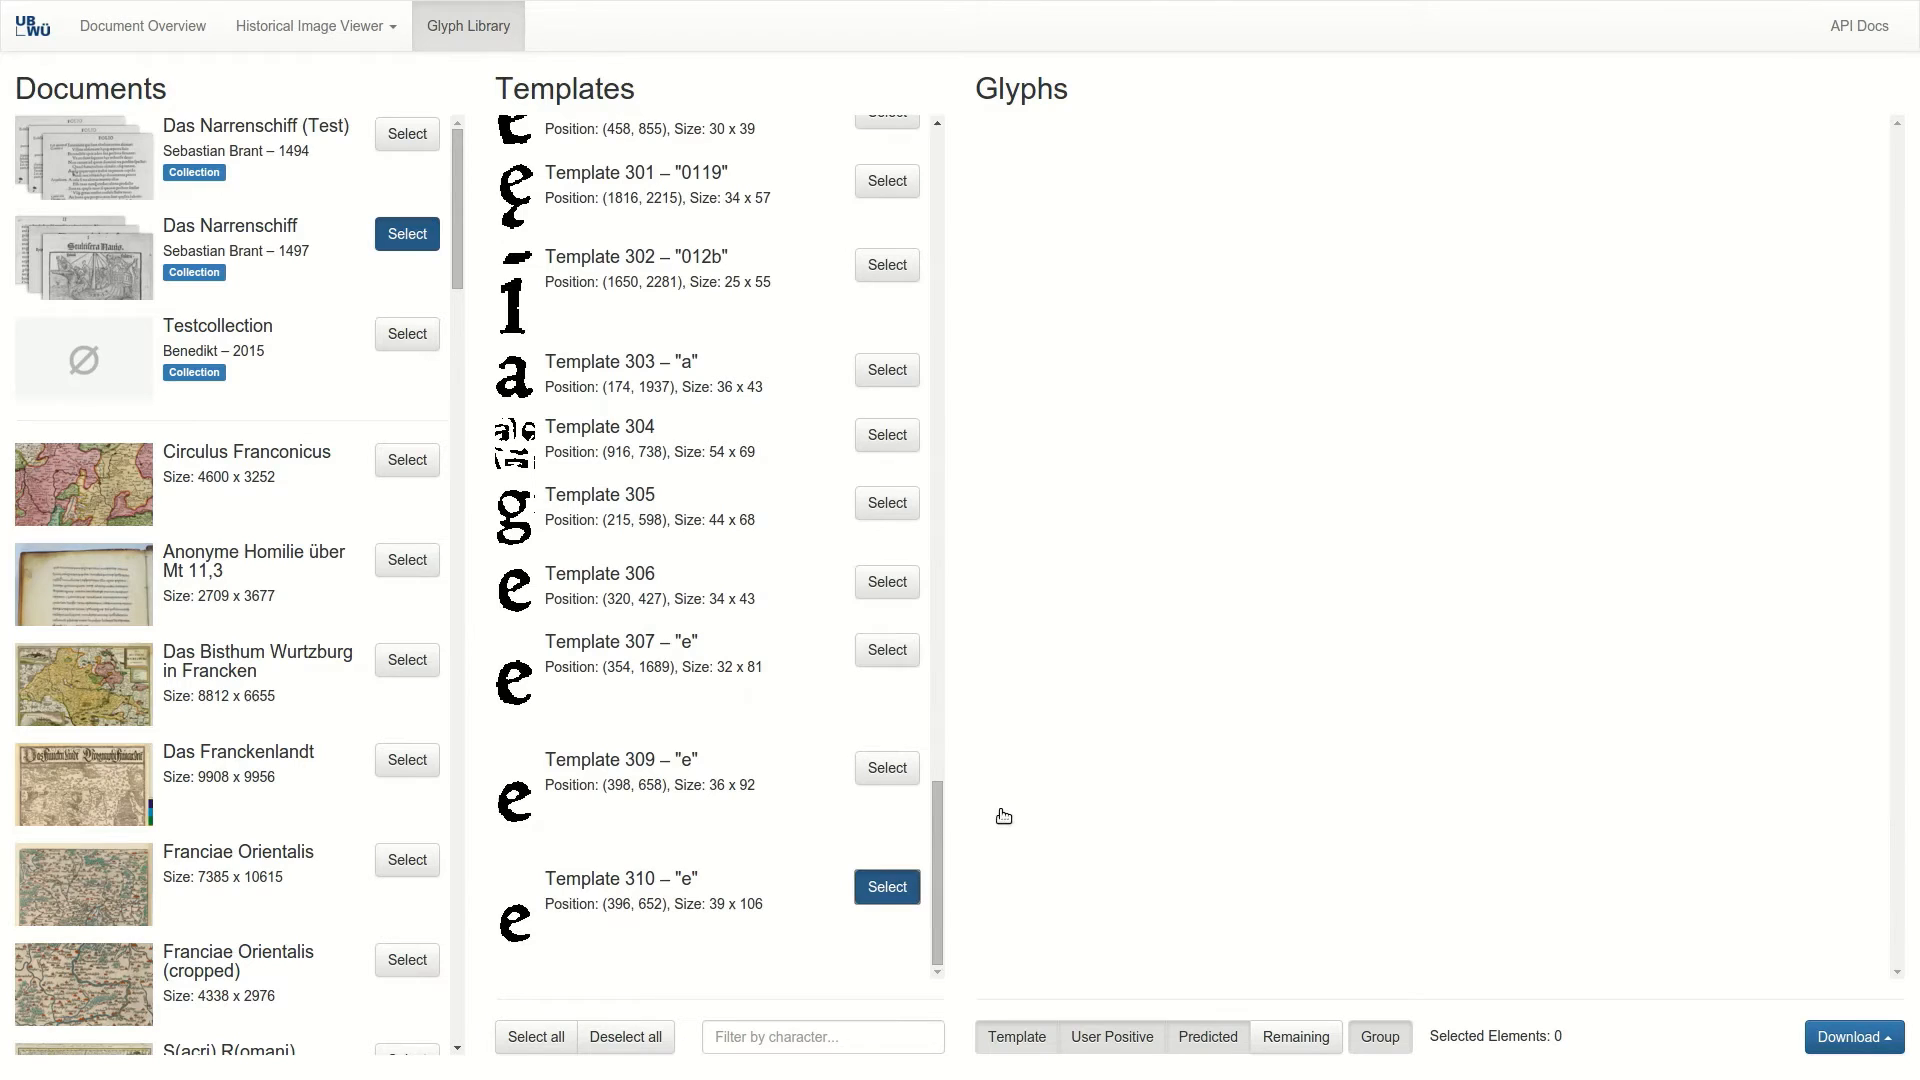 UB WÜ
Document Overview
Historical Image Viewer
Glyph Library
API Docs
Documents
Das Narrenschiff (Test)
Sebastian Brant – 1494
Collection
Select
Das Narrenschiff
Sebastian Brant – 1497
Collection
Select
Testcollection
Benedikt – 2015
Collection
Select
Circulus Franconicus
Size: 4600 x 3252
Select
Anonyme Homilie über
Mt 11,3
Size: 2709 x 3677
Select
Das Bisthum Wurtzburg
in Francken
Size: 8812 x 6655
Select
Das Franckenlandt
Size: 9908 x 9956
Select
Franciae Orientalis
Size: 7385 x 10615
Select
Franciae Orientalis
(cropped)
Size: 4338 x 2976
Select
S(acri) R(omani)
Templates
Position: (458, 855), Size: 30 x 39
Select
Template 301 – "0119"
Position: (1816, 2215), Size: 34 x 57
Select
Template 302 – "012b"
Position: (1650, 2281), Size: 25 x 55
Select
a
Template 303 – "a"
Position: (174, 1937), Size: 36 x 43
Select
Template 304
Position: (916, 738), Size: 54 x 69
Select
g
Template 305
Position: (215, 598), Size: 44 x 68
Select
e
Template 306
Position: (320, 427), Size: 34 x 43
Select
e
Template 307 – "e"
Position: (354, 1689), Size: 32 x 81
Select
e
Template 309 – "e"
Position: (398, 658), Size: 36 x 92
Select
e
Template 310 – "e"
Position: (396, 652), Size: 39 x 106
Select
Select all
Deselect all
Filter by character...
Glyphs
Template
User Positive
Predicted
Remaining
Group
Selected Elements: 0
Download